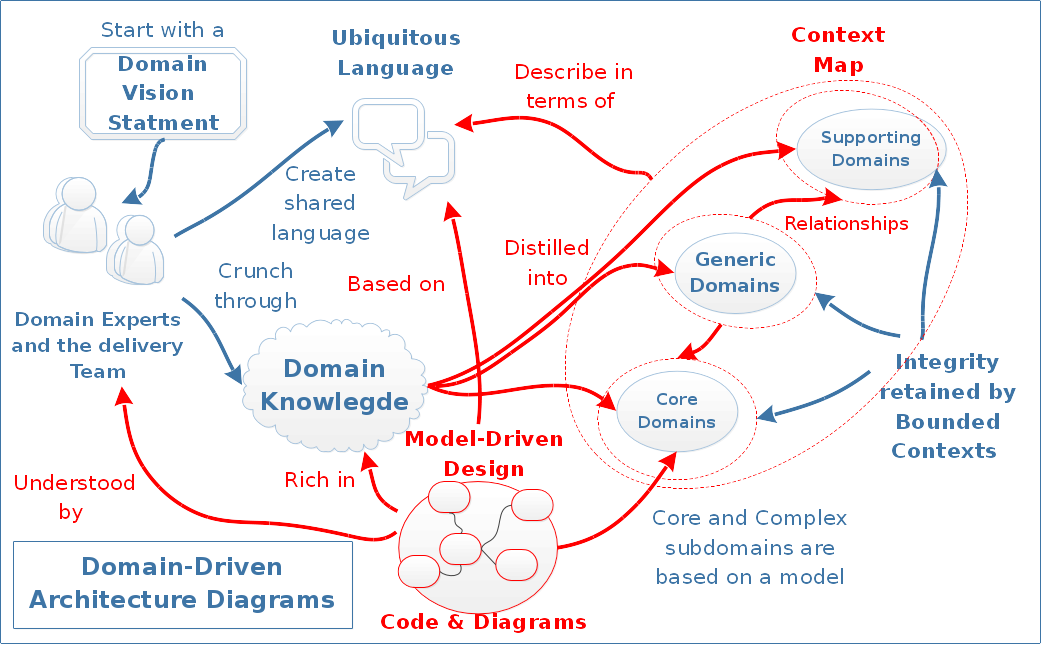 Start with a
Domain
Vision
Statment
Ubiquitous
Language
Describe in
terms of
Context
Map
Supporting
Domains
Create
shared
language
Relationships
Distilled
into
Generic
Domains
Crunch
through
Based on
Domain Experts
and the delivery
Team
Domain
Knowlegde
Core
Domains
Integrity
retained by
Bounded
Contexts
Model-Driven
Design
Understood
by
Rich in
Core and Complex
subdomains are
based on a model
Domain-Driven
Architecture Diagrams
Code & Diagrams